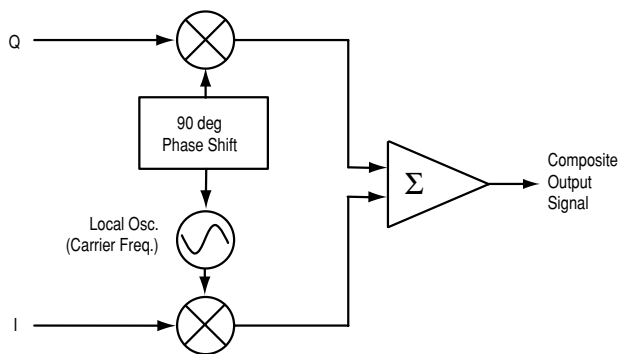 Q
90 deg
Phase Shift
Local Osc.
(Carrier Freq.)
Σ
Composite
Output
Signal
I